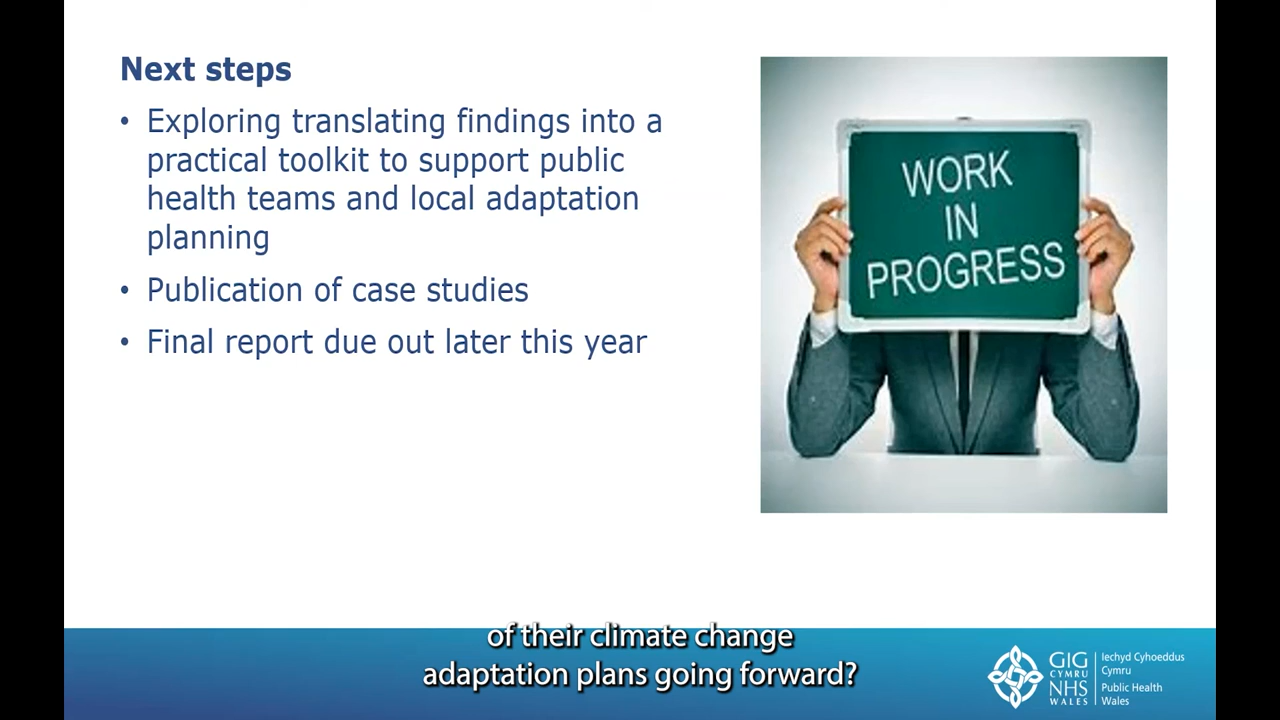 Next steps
• Exploring translating findings into a
practical toolkit to support public
health teams and local adaptation
planning
• Publication of case studies
• Final report due out later this year
WORK
IN
PROGRESS
of their climate change
adaptation plans going forward?
GIG
CYMRU
NHS
WALES
Iechyd Cyhoeddus
Cymru
Public Health
Wales